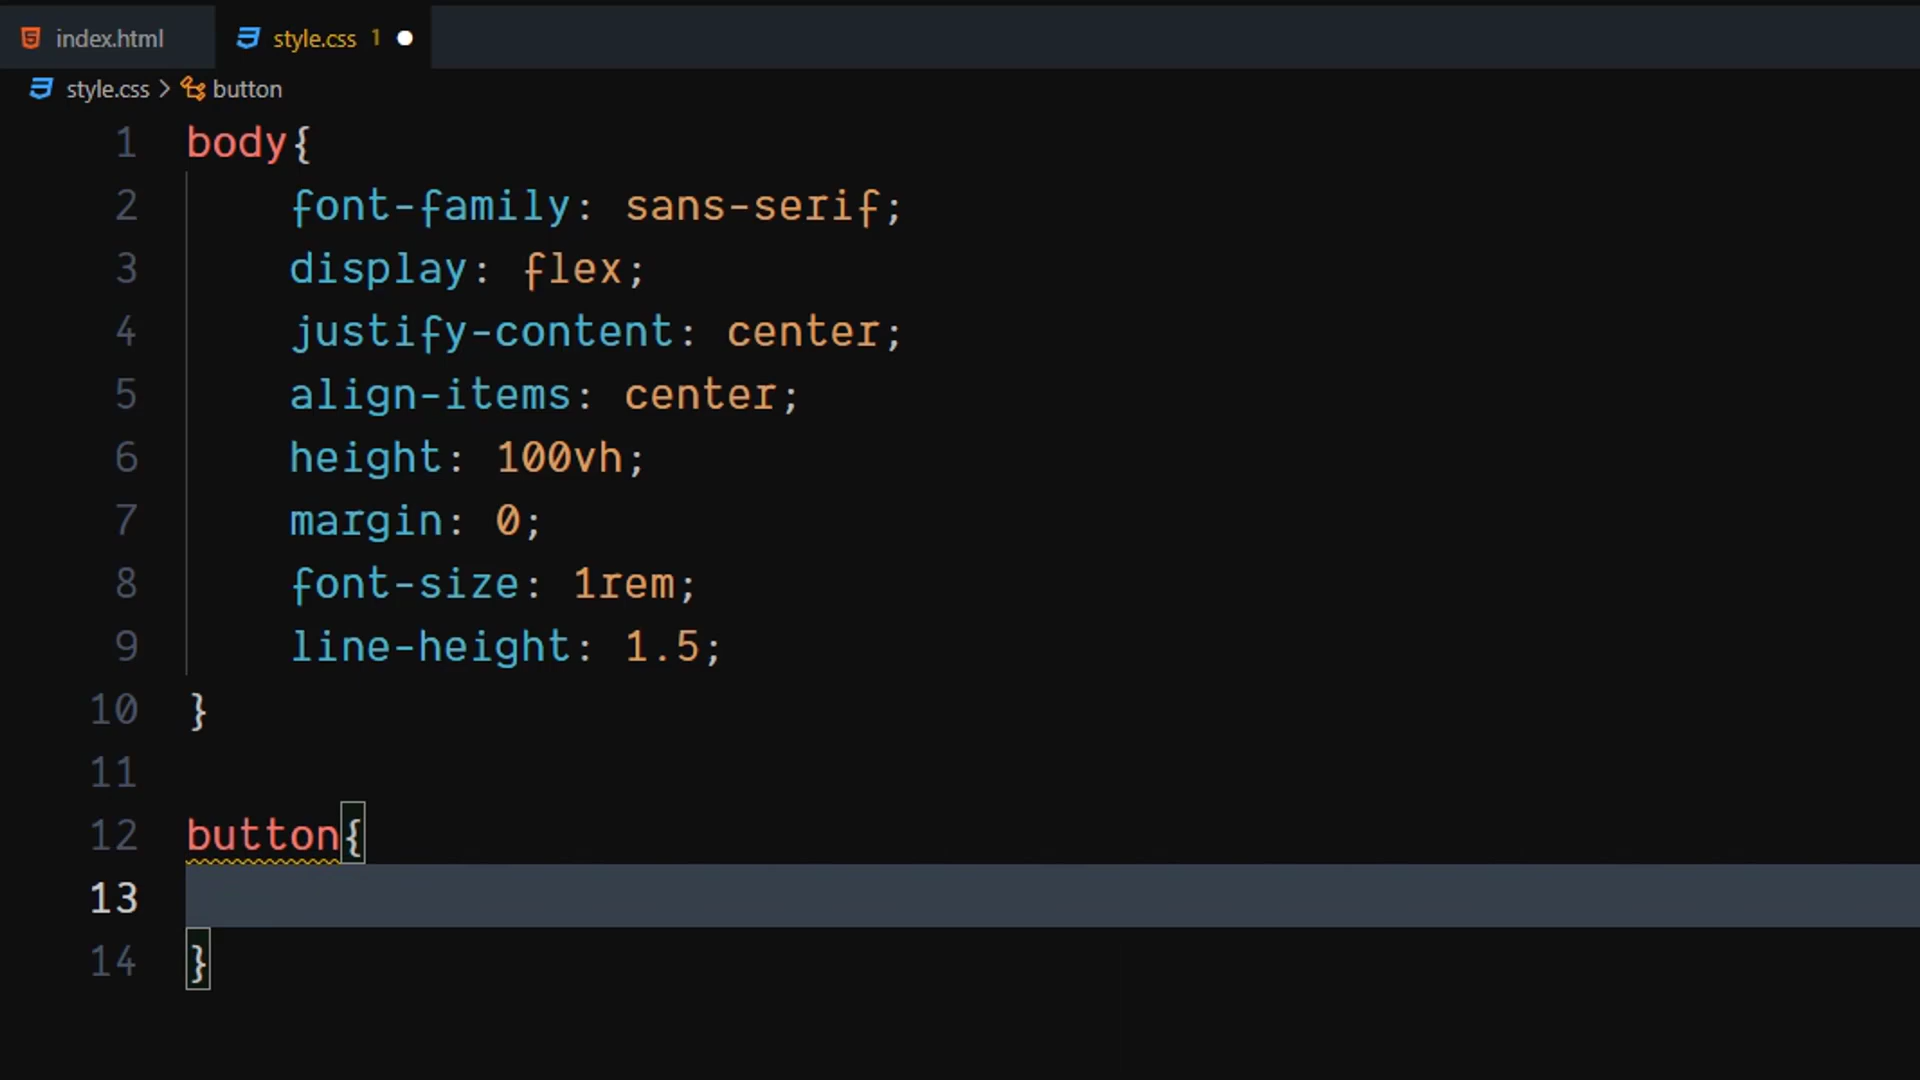 index.html style.css 1
style.css > button
1 body{
2 font-family: sans-serif;
3 display: flex;
4 justify-content: center;
5 align-items: center;
6 height: 100vh;
7 margin: 0;
8 font-size: 1rem;
9 line-height: 1.5;
10 }
11
12 button{
13
14 }